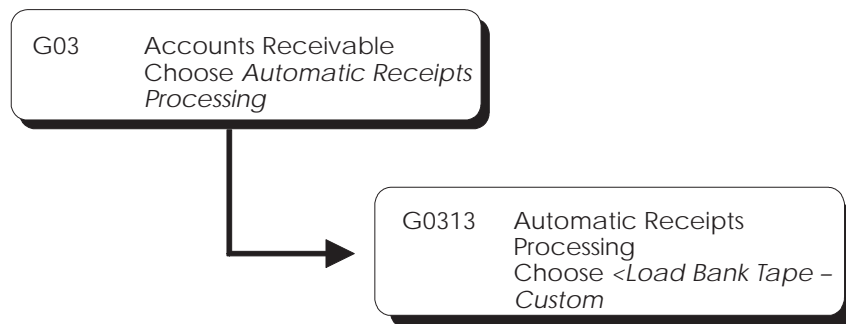 G03 Accounts Receivable
Choose Automatic Receipts
Processing
G0313 Automatic Receipts
Processing
Choose <Load Bank Tape –
Custom